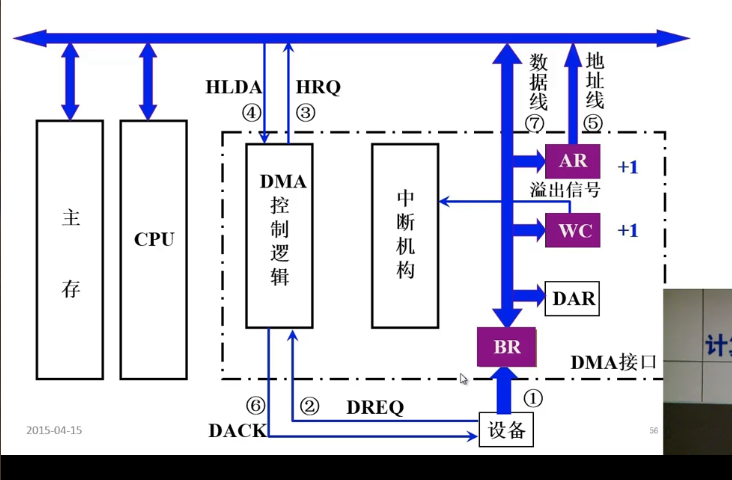 HLDA
④
HRQ
③
数据线
⑦
地址线
⑤
主存
CPU
DMA
控制逻辑
中断机构
AR
+1
溢出信号
WC
+1
DAR
BR
DMA接口
⑥
②
DREQ
①
DACK
设备
2015-04-15
56
计